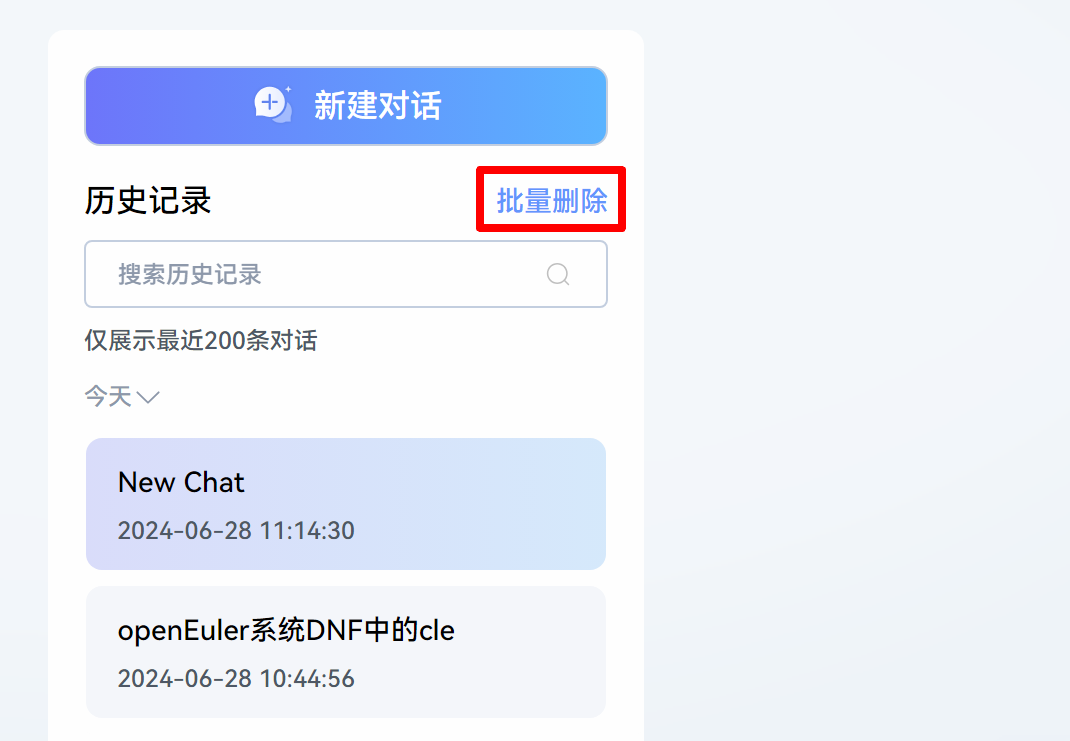 新建对话
历史记录
批量删除
搜索历史记录
仅展示最近200条对话
今天
New Chat
2024-06-28 11:14:30
openEuler系统DNF中的cle
2024-06-28 10:44:56